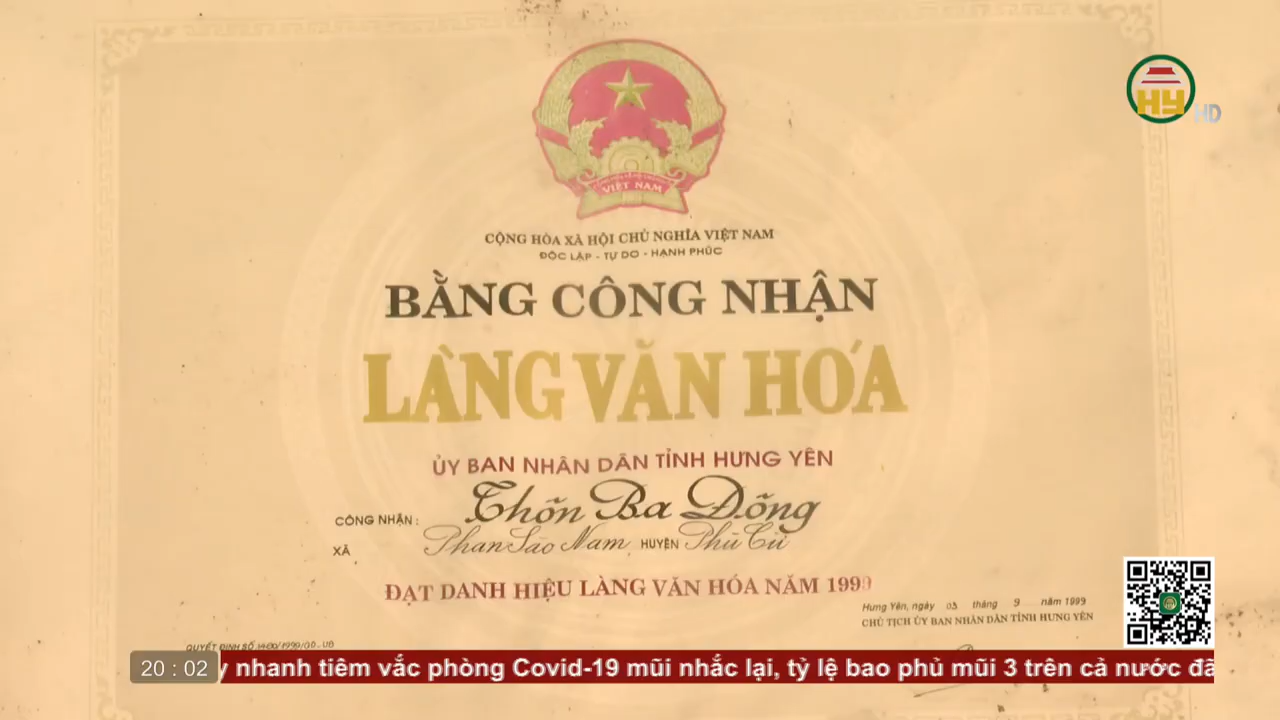 HY HD
VIỆT NAM
CỘNG HÒA XÃ HỘI CHỦ NGHĨA VIỆT NAM
ĐỘC LẬP - TỰ DO - HẠNH PHÚC
BẰNG CÔNG NHẬN
LÀNG VĂN HÓA
ỦY BAN NHÂN DÂN TỈNH HƯNG YÊN
CÔNG NHẬN: Thôn Ba Đông
XÃ Phan Sào Nam HUYỆN Phù Cừ
ĐẠT DANH HIỆU LÀNG VĂN HÓA NĂM 1999
Hưng Yên, ngày 03 tháng 9 năm 1999
CHỦ TỊCH ỦY BAN NHÂN DÂN TỈNH HƯNG YÊN
QUYẾT ĐỊNH SỐ
20 : 02 y nhanh tiêm vắc phòng Covid-19 mũi nhắc lại, tỷ lệ bao phủ mũi 3 trên cả nước đã